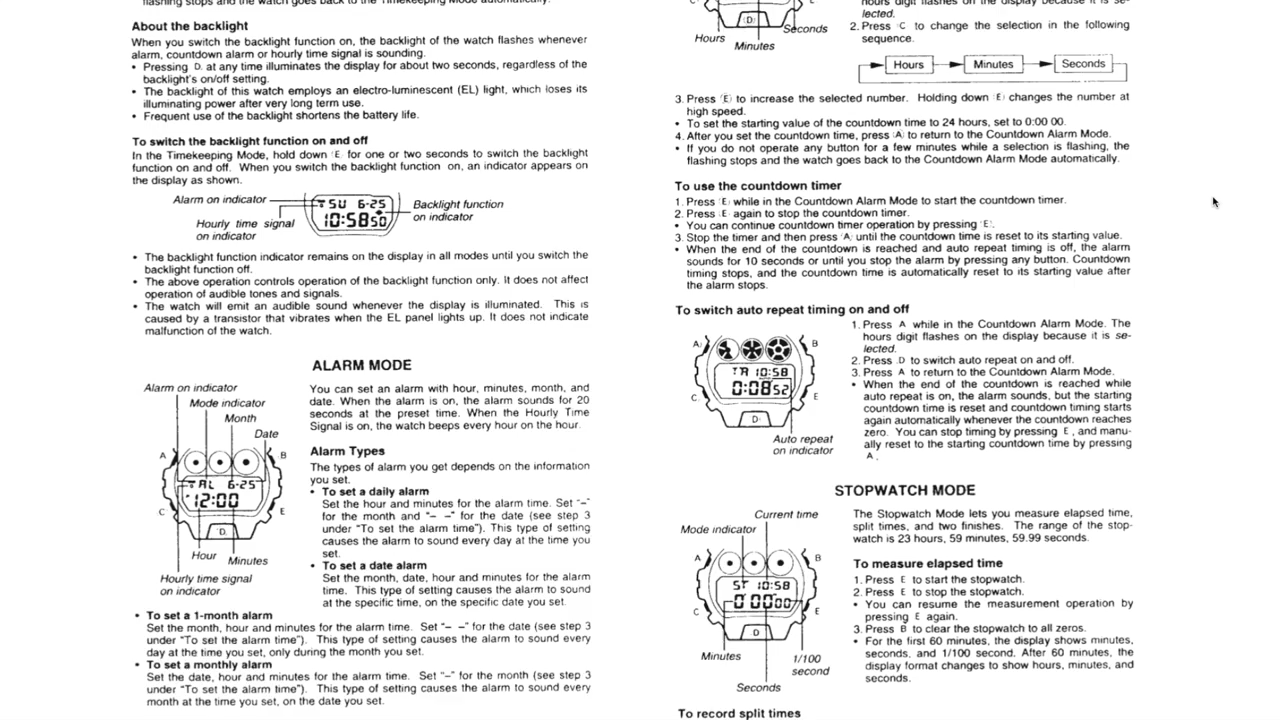 flashing stops and the watch goes back to the Timekeeping Mode automatically.
About the backlight
When you switch the backlight function on, the backlight of the watch flashes whenever
alarm, countdown alarm or hourly time signal is sounding.
• Pressing D. at any time illuminates the display for about two seconds, regardless of the
backlight's on/off setting.
• The backlight of this watch employs an electro-luminescent (EL) light, which loses its
illuminating power after very long term use.
• Frequent use of the backlight shortens the battery life.
To switch the backlight function on and off
In the Timekeeping Mode, hold down (E) for one or two seconds to switch the backlight
function on and off. When you switch the backlight function on, an indicator appears on
the display as shown.
Alarm on indicator
SU 6-25
10:58 50
Backlight function
on indicator
Hourly time signal
on indicator
• The backlight function indicator remains on the display in all modes until you switch the
backlight function off.
• The above operation controls operation of the backlight function only. It does not affect
operation of audible tones and signals.
• The watch will emit an audible sound whenever the display is illuminated. This is
caused by a transistor that vibrates when the EL panel lights up. It does not indicate
malfunction of the watch.
ALARM MODE
Alarm on indicator
Mode indicator
Month
Date
A
B
AL 6-25
12:00
C
D
E
Hour
Minutes
Hourly time signal
on indicator
You can set an alarm with hour, minutes, month, and
date. When the alarm is on, the alarm sounds for 20
seconds at the preset time. When the Hourly Time
Signal is on, the watch beeps every hour on the hour.
Alarm Types
The types of alarm you get depends on the information
you set.
• To set a daily alarm
Set the hour and minutes for the alarm time. Set "–"
for the month and "– –" for the date (see step 3
under "To set the alarm time"). This type of setting
causes the alarm to sound every day at the time you
set.
• To set a date alarm
Set the month, date, hour and minutes for the alarm
time. This type of setting causes the alarm to sound
at the specific time, on the specific date you set.
• To set a 1-month alarm
Set the month, hour and minutes for the alarm time. Set "– –" for the date (see step 3
under "To set the alarm time"). This type of setting causes the alarm to sound every
day at the time you set, only during the month you set.
• To set a monthly alarm
Set the date, hour and minutes for the alarm time. Set "–" for the month (see step 3
under "To set the alarm time"). This type of setting causes the alarm to sound every
month at the time you set, on the date you set.
(D)
Hours
Minutes
Seconds
hours digit flashes on the display because it is se-
lected.
2. Press C to change the selection in the following
sequence.
Hours
Minutes
Seconds
3. Press (E) to increase the selected number. Holding down (E) changes the number at
high speed.
• To set the starting value of the countdown time to 24 hours, set to 0:00 00.
4. After you set the countdown time, press (A) to return to the Countdown Alarm Mode.
• If you do not operate any button for a few minutes while a selection is flashing, the
flashing stops and the watch goes back to the Countdown Alarm Mode automatically.
To use the countdown timer
1. Press (E) while in the Countdown Alarm Mode to start the countdown timer.
2. Press (E) again to stop the countdown timer.
• You can continue countdown timer operation by pressing (E).
3. Stop the timer and then press (A) until the countdown time is reset to its starting value.
• When the end of the countdown is reached and auto repeat timing is off, the alarm
sounds for 10 seconds or until you stop the alarm by pressing any button. Countdown
timing stops, and the countdown time is automatically reset to its starting value after
the alarm stops.
To switch auto repeat timing on and off
A
B
TR 10:58
0:08 52
C
D
E
Auto repeat
on indicator
1. Press A while in the Countdown Alarm Mode. The
hours digit flashes on the display because it is se-
lected.
2. Press D to switch auto repeat on and off.
3. Press A to return to the Countdown Alarm Mode.
• When the end of the countdown is reached while
auto repeat is on, the alarm sounds, but the starting
countdown time is reset and countdown timing starts
again automatically whenever the countdown reaches
zero. You can stop timing by pressing E, and manu-
ally reset to the starting countdown time by pressing
A.
STOPWATCH MODE
Current time
Mode indicator
A
B
ST 10:58
0'00"00
C
D
E
Minutes
1/100
second
Seconds
The Stopwatch Mode lets you measure elapsed time,
split times, and two finishes. The range of the stop-
watch is 23 hours, 59 minutes, 59.99 seconds.
To measure elapsed time
1. Press E to start the stopwatch.
2. Press E to stop the stopwatch.
• You can resume the measurement operation by
pressing E again.
3. Press B to clear the stopwatch to all zeros.
• For the first 60 minutes, the display shows minutes,
seconds, and 1/100 second. After 60 minutes, the
display format changes to show hours, minutes, and
seconds.
To record split times